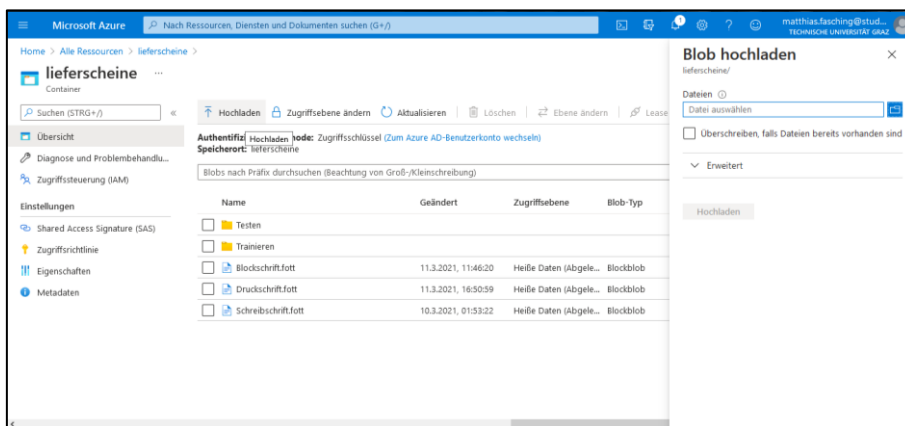 Microsoft Azure
Nach Ressourcen, Diensten und Dokumenten suchen (G+/)
1
matthias.fasching@stud...
TECHNISCHE UNIVERSITÄT GRAZ
Home > Alle Ressourcen > lieferscheine >
lieferscheine ...
Container
Suchen (STRG+/)
«
Übersicht
Diagnose und Problembehandlu...
Zugriffssteuerung (IAM)
Einstellungen
Shared Access Signature (SAS)
Zugriffsrichtlinie
Eigenschaften
Metadaten
Hochladen Zugriffsebene ändern Aktualisieren Löschen Ebene ändern Lease
Authentifizi Hochladen node: Zugriffsschlüssel (Zum Azure AD-Benutzerkonto wechseln)
Speicherort: lieferscheine
Blobs nach Präfix durchsuchen (Beachtung von Groß-/Kleinschreibung)
Name Geändert Zugriffsebene Blob-Typ
Testen
Trainieren
Blockschrift.fott 11.3.2021, 11:46:20 Heiße Daten (Abgele... Blockblob
Druckschrift.fott 11.3.2021, 16:50:59 Heiße Daten (Abgele... Blockblob
Schreibschrift.fott 10.3.2021, 01:53:22 Heiße Daten (Abgele... Blockblob
Blob hochladen
lieferscheine/
Dateien
Datei auswählen
Überschreiben, falls Dateien bereits vorhanden sind
Erweitert
Hochladen